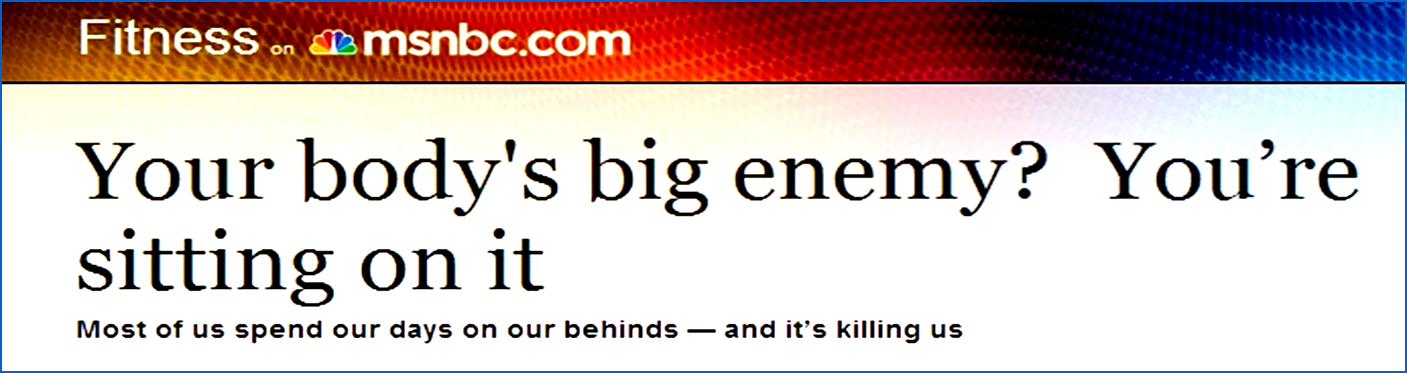 Fitness on msnbc.com
Your body's big enemy?  You’re
sitting on it
Most of us spend our days on our behinds — and it’s killing us